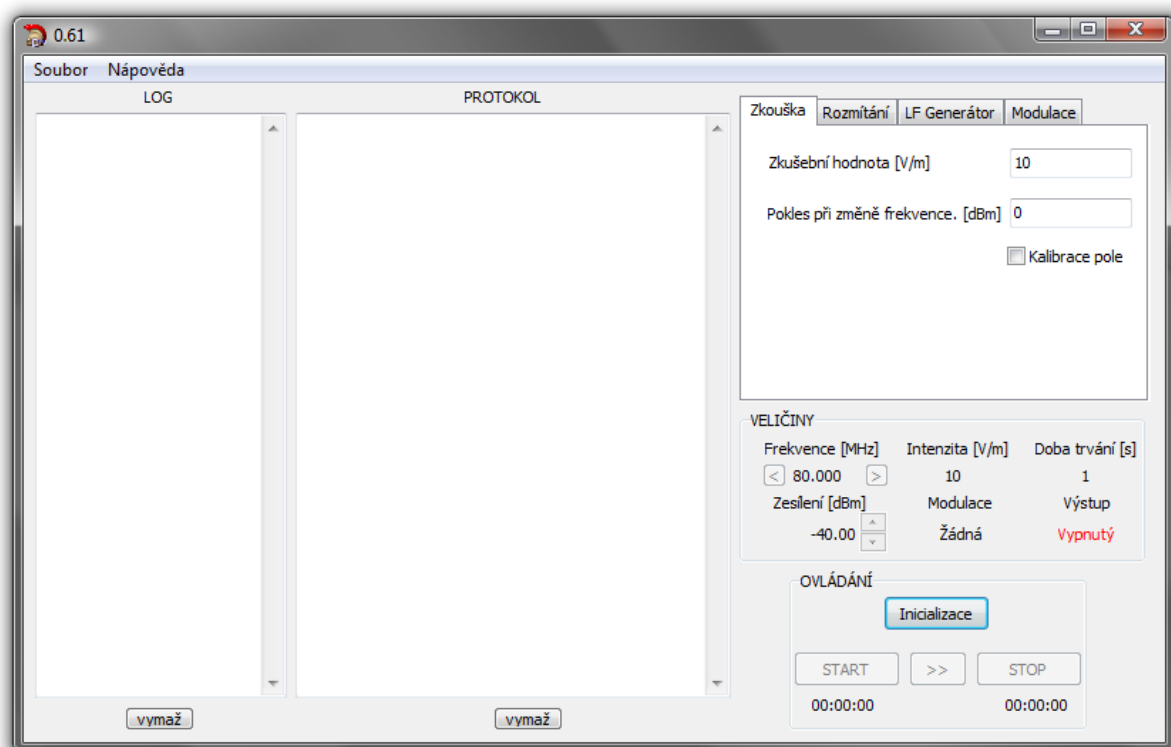 0.61
Soubor Nápověda
LOG
PROTOKOL
vymaž
vymaž
Zkouška Rozmítání LF Generátor Modulace
Zkušební hodnota [V/m] 10
Pokles při změně frekvence. [dBm] 0
Kalibrace pole
VELIČINY
Frekvence [MHz] Intenzita [V/m] Doba trvání [s]
< 80.000 > 10 1
Zesílení [dBm] Modulace Výstup
-40.00 Žádná Vypnutý
OVLÁDÁNÍ
Inicializace
START >> STOP
00:00:00 00:00:00